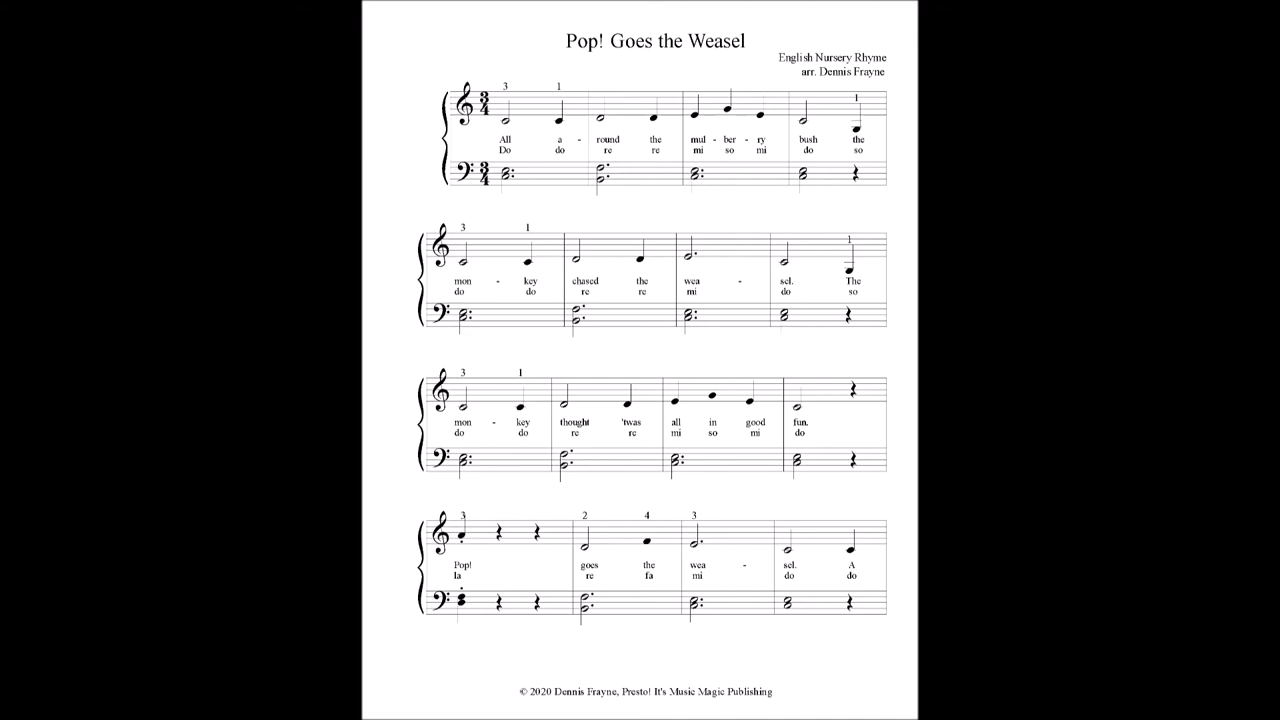 Pop! Goes the Weasel
English Nursery Rhyme
arr. Dennis Frayne
3 1 1
3 4
All a - round the mul - ber - ry bush the
Do do re re mi so mi do so
3 4
3 1 1
mon - key chased the wea - sel. The
do do re re mi do so
3 1
mon - key thought 'twas all in good fun.
do do re re mi so mi do
3 2 4 3
Pop! goes the wea - sel. A
la re fa mi do do
© 2020 Dennis Frayne, Presto! It's Music Magic Publishing